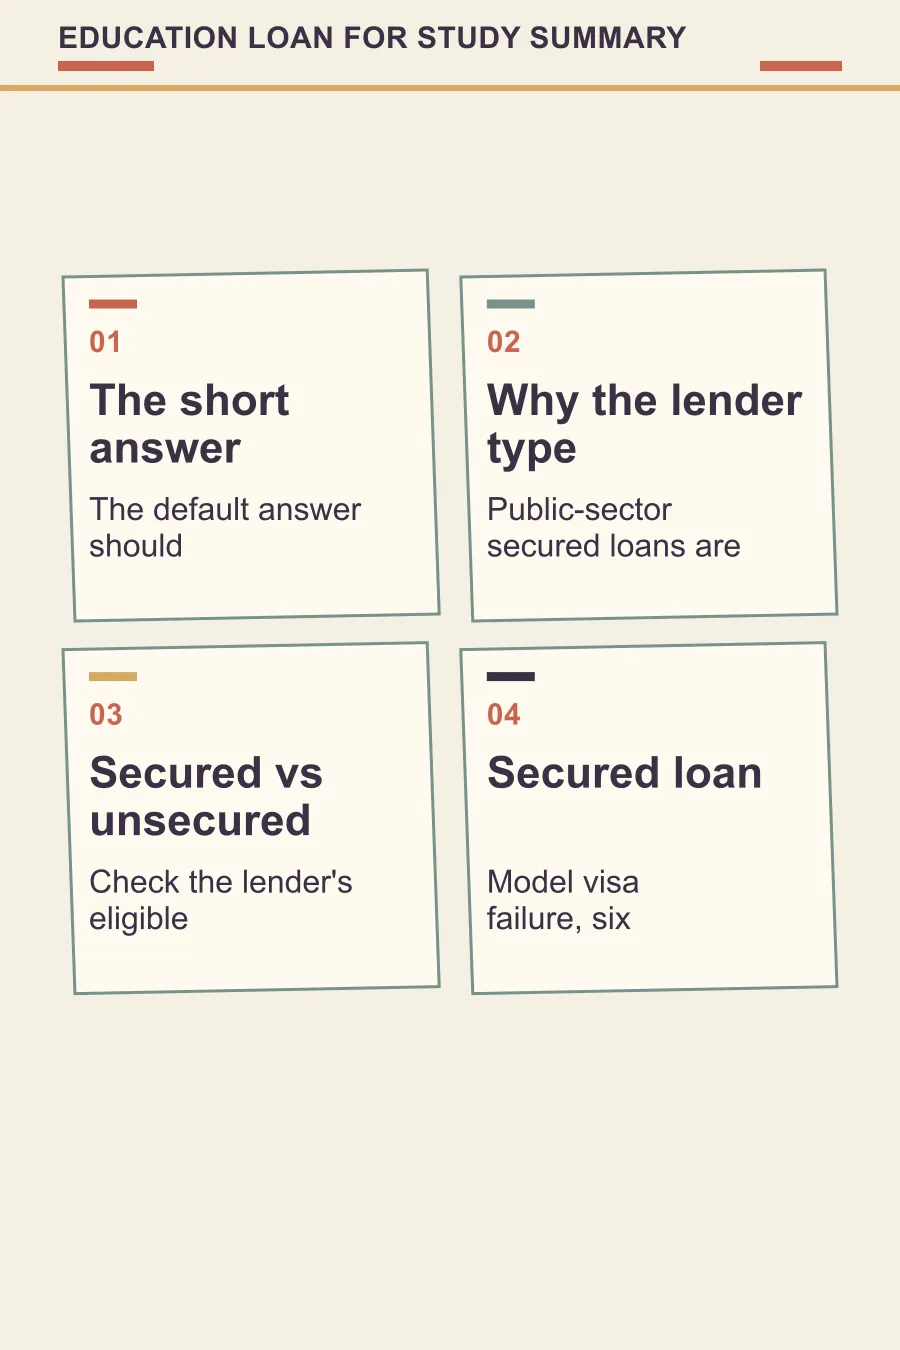 EDUCATION LOAN FOR STUDY SUMMARY
01
The short
answer
The default answer
should
02
Why the lender
type
Public-sector
secured loans are
03
Secured vs
unsecured
Check the lender's
eligible
04
Secured loan
Model visa
failure, six